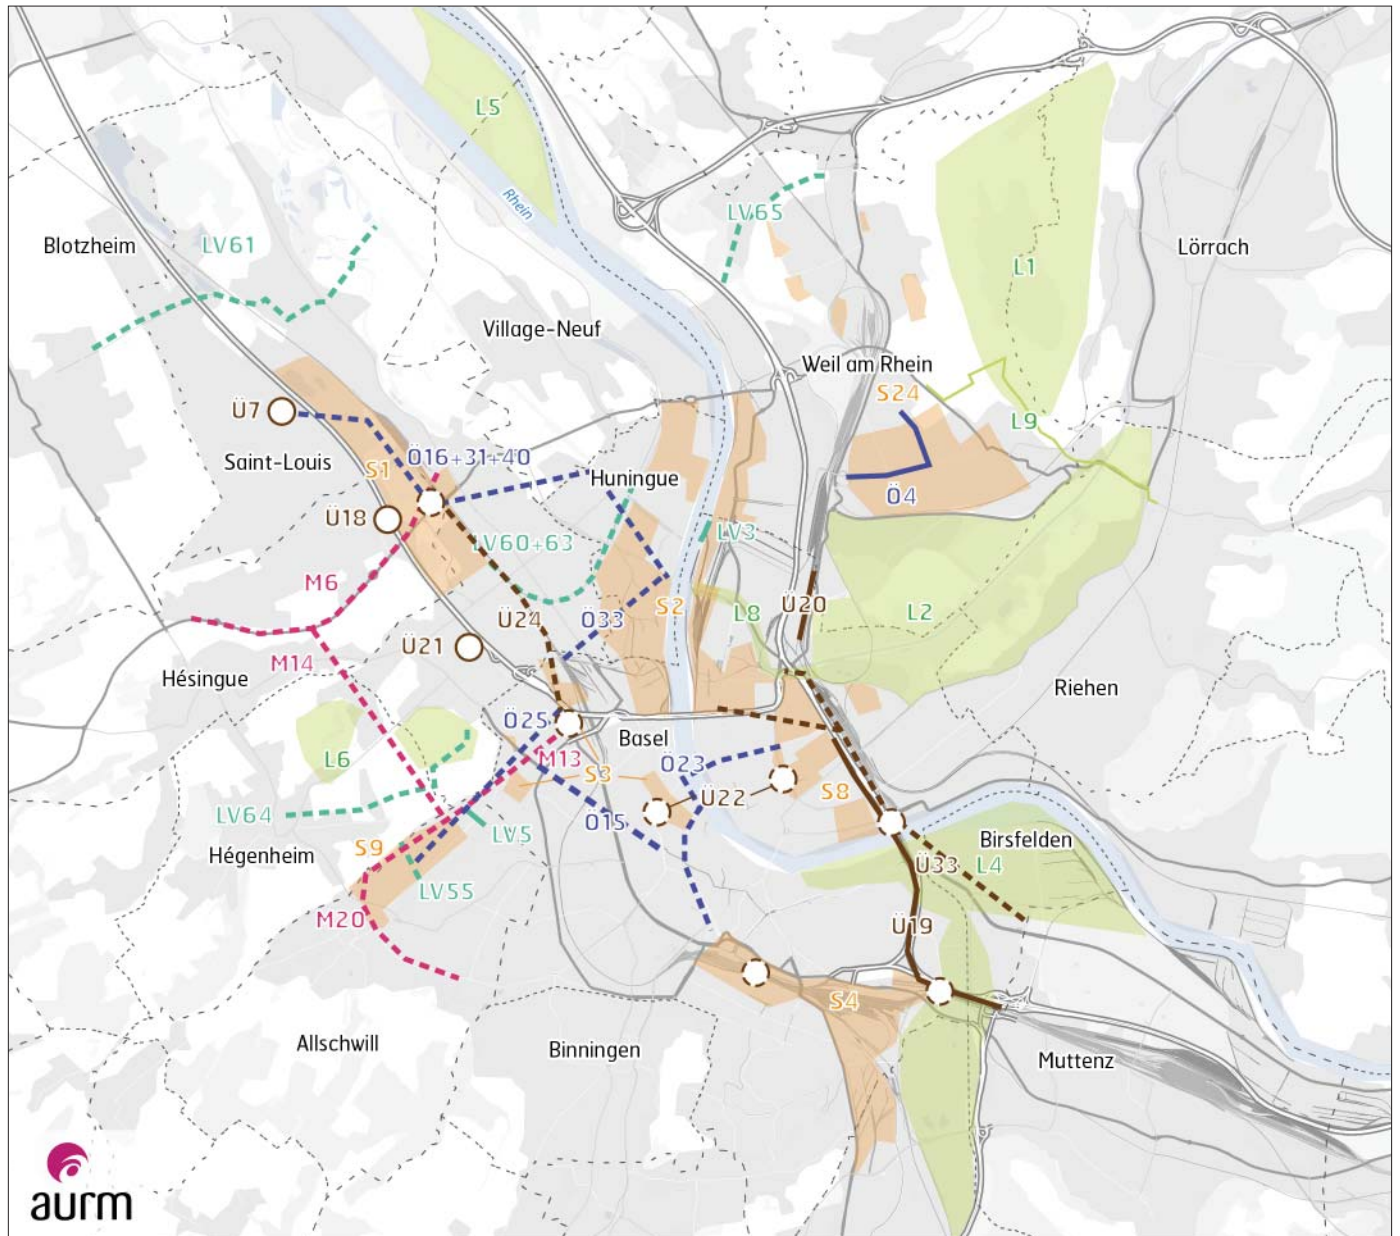 L5
Rhein
LV65
Blotzheim
LV61
Lörrach
L1
Village-Neuf
Weil am Rhein
S24
Ü7
L9
Saint-Louis
S1
Ö16+31+40
Huningue
Ö4
Ü18
LV60+63
LV3
M6
S2
Ü20
L8
L2
Ü24
Ö33
Ü21
M14
Hésingue
Riehen
Ö25
Basel
M13
L6
S3
Ö23
Ü22
S8
LV64
Ö15
LV5
Birsfelden
S9
Hégenheim
Ü33
L4
LV55
M20
Ü19
S4
Allschwill
Binningen
Muttenz
aurm